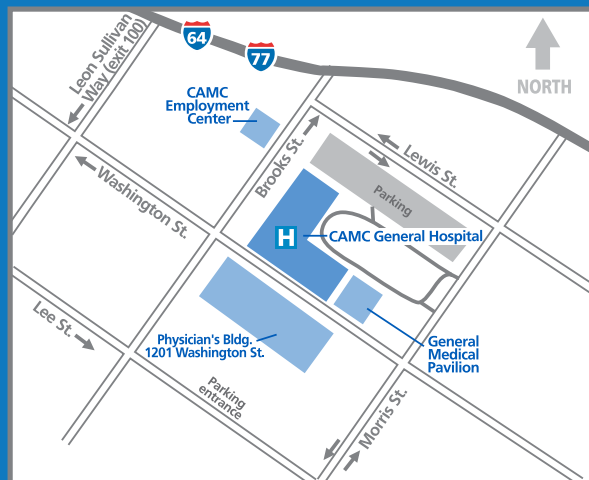 64
77
NORTH
Leon Sullivan
Way (exit 100)
CAMC
Employment
Center
Brooks St.
Lewis St.
Washington St.
Parking
H
CAMC General Hospital
Lee St.
Physician's Bldg.
1201 Washington St.
General
Medical
Pavilion
Parking
entrance
Morris St.